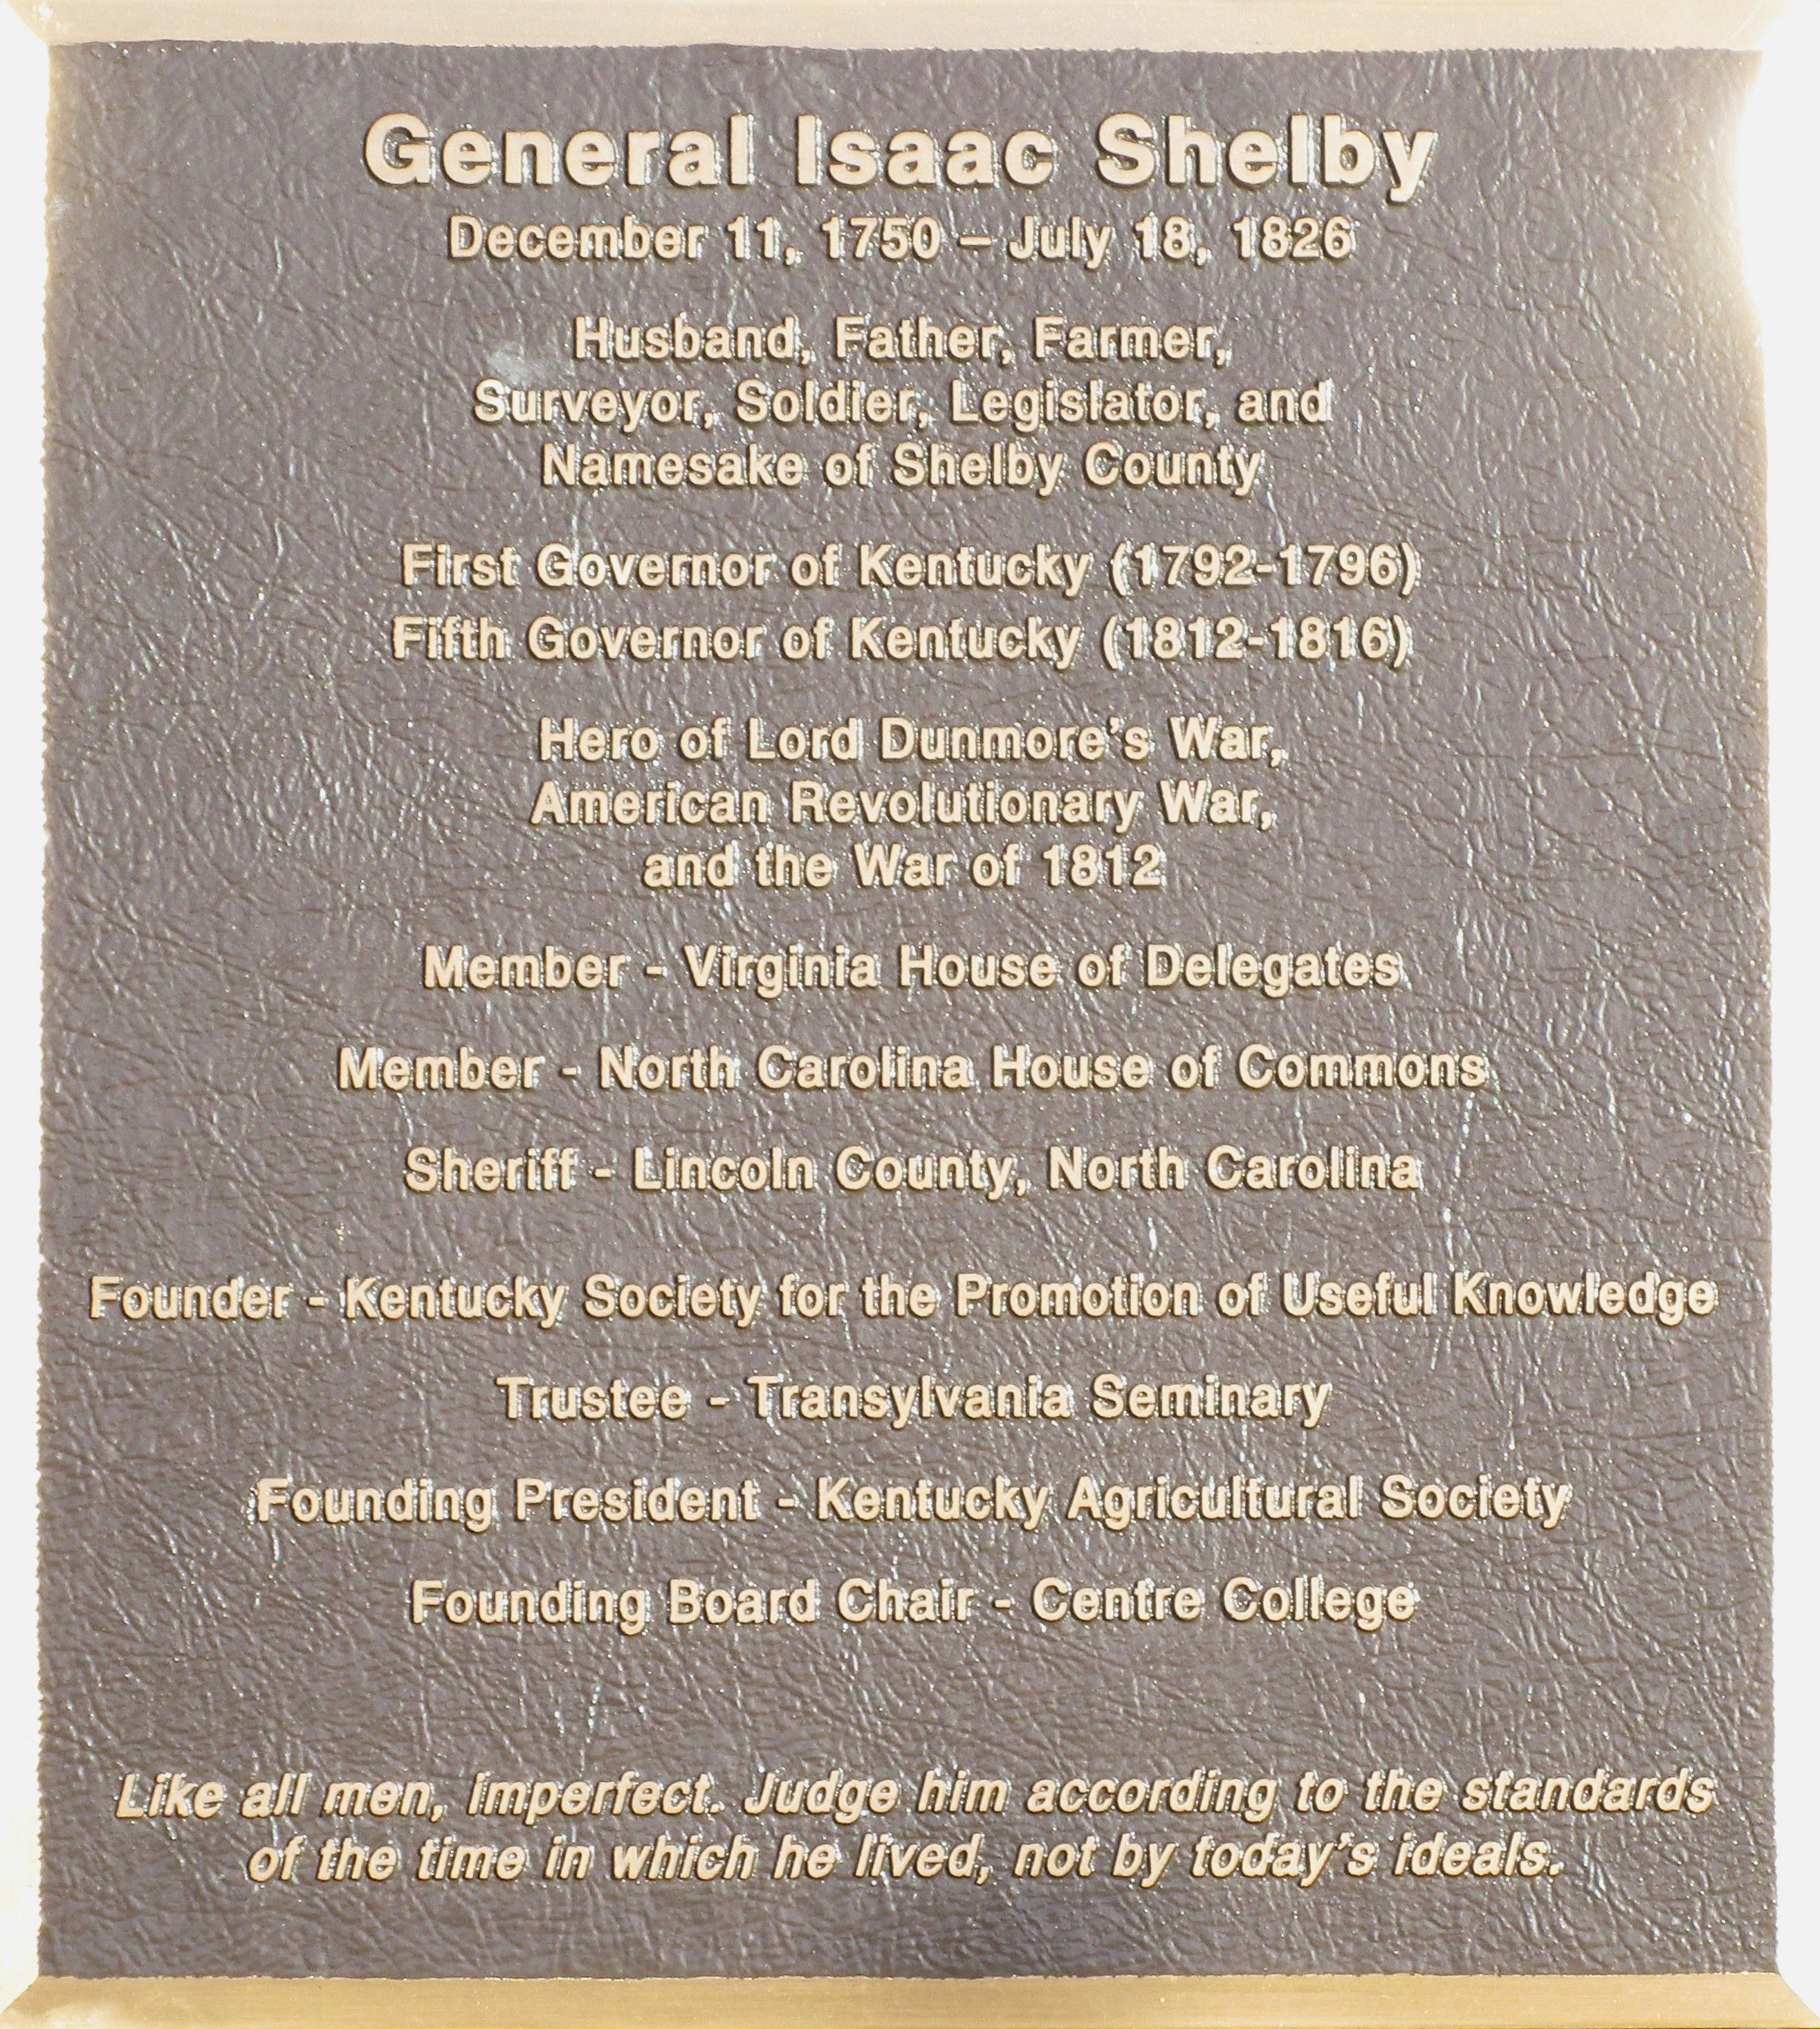 General Isaac Shelby
December 11, 1750 – July 18, 1826
Husband, Father, Farmer,
Surveyor, Soldier, Legislator, and
Namesake of Shelby County
First Governor of Kentucky (1792-1796)
Fifth Governor of Kentucky (1812-1816)
Hero of Lord Dunmore's War,
American Revolutionary War,
and the War of 1812
Member - Virginia House of Delegates
Member - North Carolina House of Commons
Sheriff - Lincoln County, North Carolina
Founder - Kentucky Society for the Promotion of Useful Knowledge
Trustee - Transylvania Seminary
Founding President - Kentucky Agricultural Society
Founding Board Chair - Centre College
Like all men, imperfect. Judge him according to the standards
of the time in which he lived, not by today's ideals.